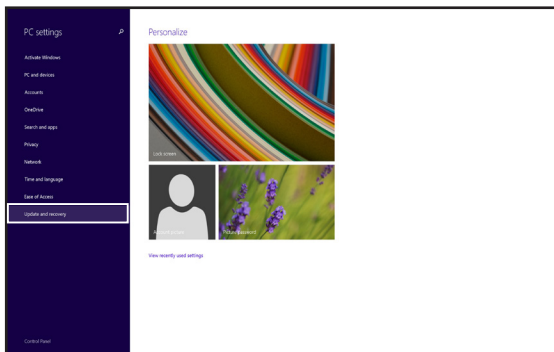 PC settings
Activate Windows
PC and devices
Accounts
OneDrive
Search and apps
Privacy
Network
Time and language
Ease of Access
Update and recovery
Control Panel
Personalize
Lock screen
Account picture
Picture password
View recently used settings